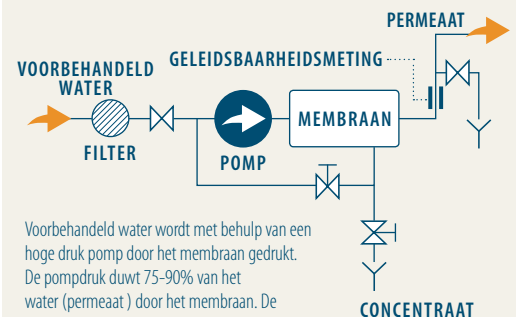 PERMEAAT
GELEIDSBAARHEIDSMETING
VOORBEHANDELD
WATER
MEMBRAAN
FILTER
POMP
Voorbehandeld water wordt met behulp van een
hoge druk pomp door het membraan gedrukt.
De pompdruk duwt 75-90% van het
water (permeaat ) door het membraan. De
CONCENTRAAT